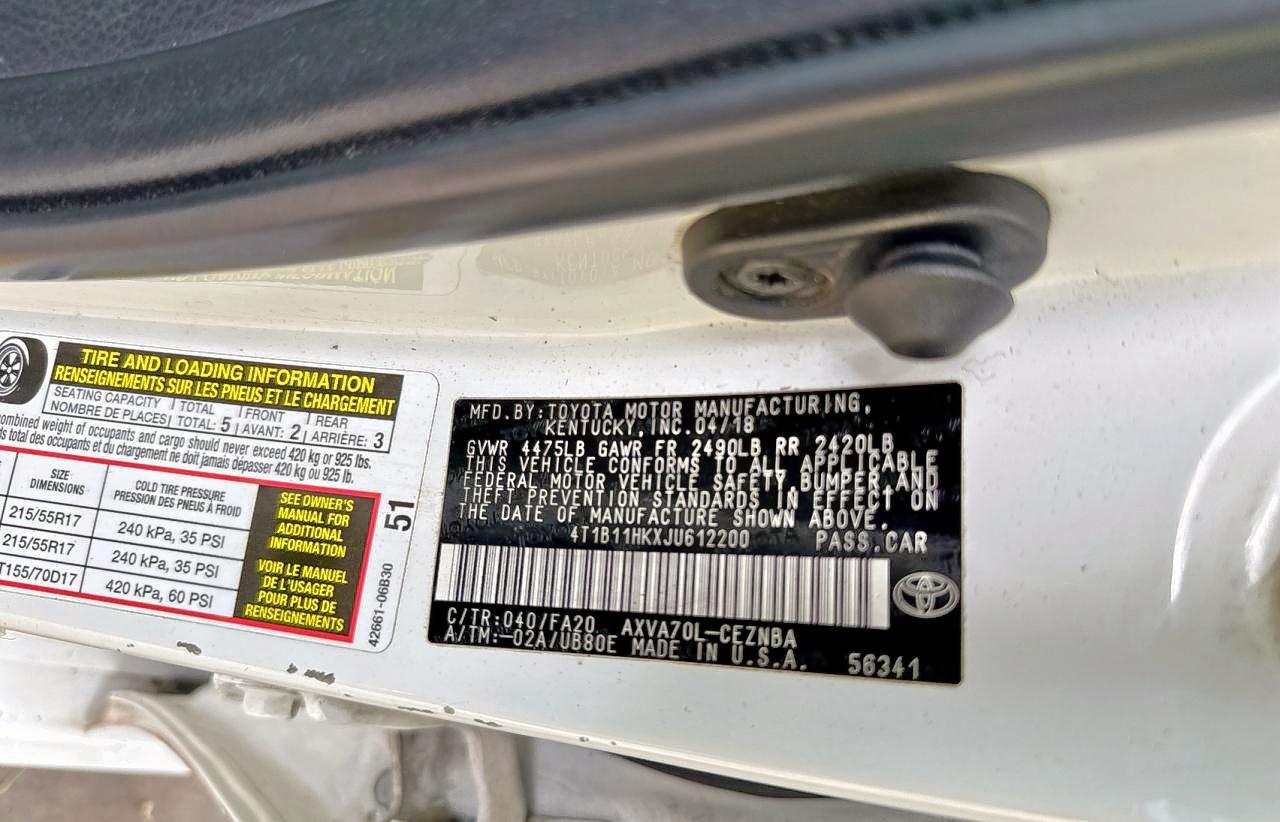 TIRE AND LOADING INFORMATION
RENSEIGNEMENTS SUR LES PNEUS ET LE CHARGEMENT
SEATING CAPACITY | TOTAL | FRONT | REAR
NOMBRE DE PLACES | TOTAL: 5 | AVANT: 2 | ARRIÈRE: 3
combined weight of occupants and cargo should never exceed 420 kg or 925 lbs.
total des occupants et du chargement ne doit jamais dépasser 420 kg ou 925 lb.
SIZE
DIMENSIONS
COLD TIRE PRESSURE
PRESSION DES PNEUS À FROID
215/55R17
240 kPa, 35 PSI
215/55R17
240 kPa, 35 PSI
T155/70D17
420 kPa, 60 PSI
SEE OWNER'S
MANUAL FOR
ADDITIONAL
INFORMATION
VOIR LE MANUEL
DE L'USAGER
POUR PLUS DE
RENSEIGNEMENTS
51
42661-06B30
MFD.BY:TOYOTA MOTOR MANUFACTURING,
KENTUCKY,INC.04/18
GVWR 4475LB GAWR FR 2490LB RR 2420LB
THIS VEHICLE CONFORMS TO ALL APPLICABLE
FEDERAL MOTOR VEHICLE SAFETY,BUMPER,AND
THEFT PREVENTION STANDARDS IN EFFECT ON
THE DATE OF MANUFACTURE SHOWN ABOVE.
4T1B11HKXJU612200 PASS.CAR
C/TR:040/FA20 AXVA70L-CEZNBA
A/TM:-02A/UB80E MADE IN U.S.A. 56341